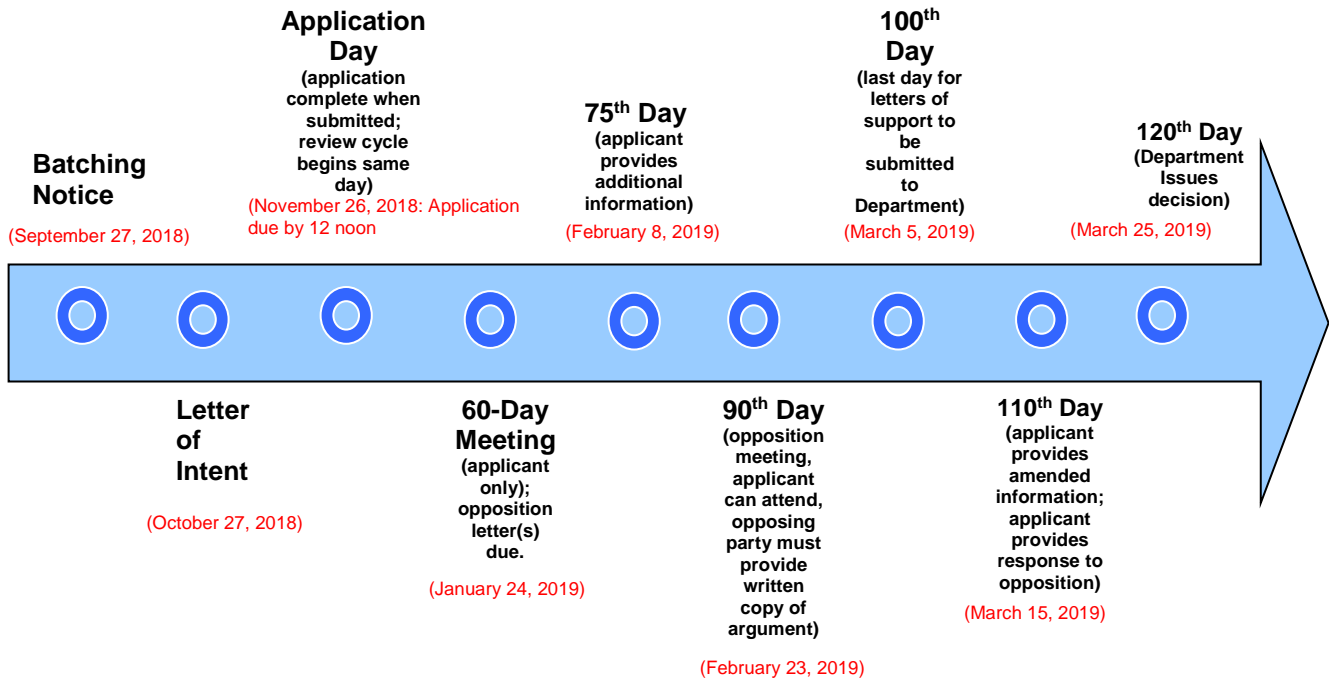 Batching
Notice
(September 27, 2018)
Letter
of
Intent
(October 27, 2018)
Application
Day
(application
complete when
submitted;
review cycle
begins same
day)
(November 26, 2018: Application
due by 12 noon
60-Day
Meeting
(applicant
only);
opposition
letter(s)
due.
(January 24, 2019)
75th Day
(applicant
provides
additional
information)
(February 8, 2019)
90th Day
(opposition
meeting,
applicant
can attend,
opposing
party must
provide
written
copy of
argument)
(February 23, 2019)
100th
Day
(last day for
letters of
support to
be
submitted
to
Department)
(March 5, 2019)
110th Day
(applicant
provides
amended
information;
applicant
provides
response to
opposition)
(March 15, 2019)
120th Day
(Department
Issues
decision)
(March 25, 2019)